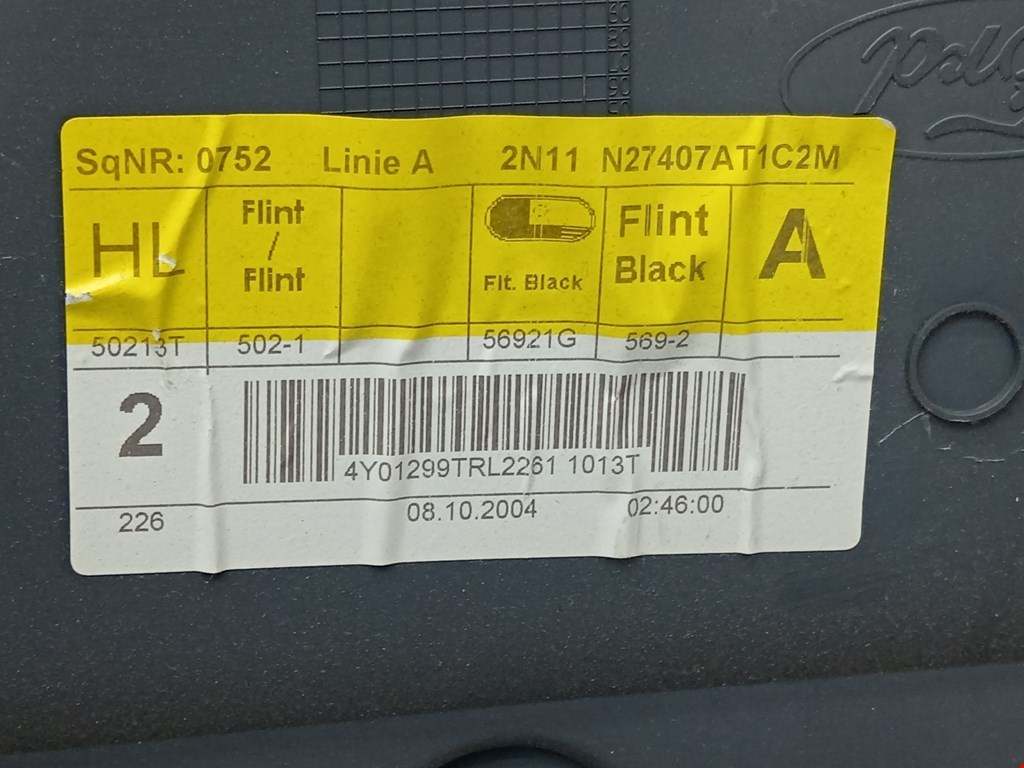 SqNR: 0752 Linie A 2N11 N27407AT1C2M
HL Flint / Flint Flt. Black Flint Black A
50213T 502-1 56921G 569-2
2
4Y01299TRL2261 1013T
226 08.10.2004 02:46:00